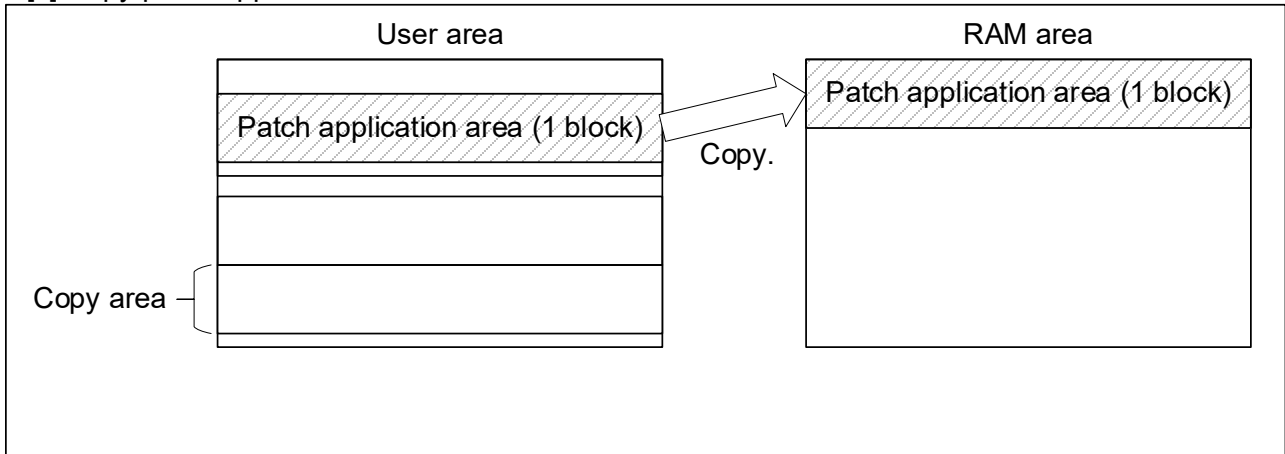 User area
RAM area
Patch application area (1 block)
Patch application area (1 block)
Copy.
Copy area